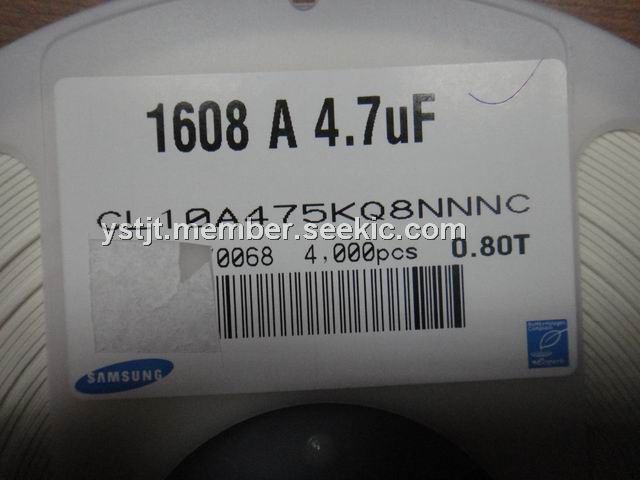 1608 A 4.7uF
CL10A475KQ8NNNC
ystjt.member.seekic.com
0068 4,000pcs 0.80T
SAMSUNG